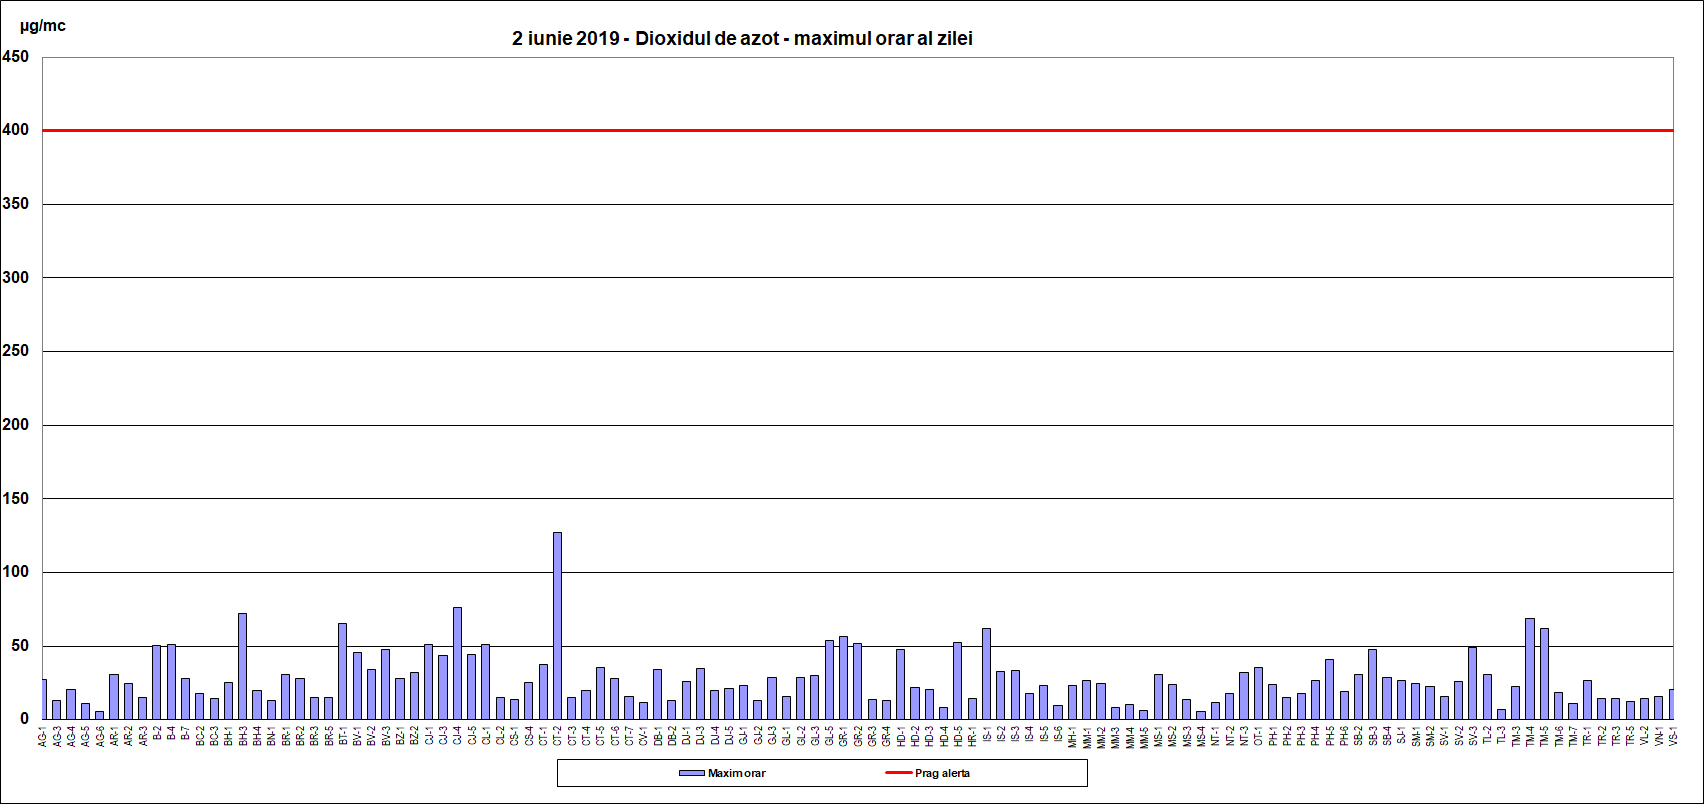 µg/mc
2 iunie 2019 - Dioxidul de azot - maximul orar al zilei
450
400
350
300
250
200
150
100
50
0
AG-1 AG-3 AG-4 AG-5 AG-6 AR-1 AR-2 AR-3 B-2 B-4 B-7 BC-2 BC-3 BH-1 BH-3 BH-4 BN-1 BR-1 BR-2 BR-3 BR-5 BT-1 BV-1 BV-2 BV-3 BZ-1 BZ-2 CJ-1 CJ-3 CJ-4 CJ-5 CL-1 CL-2 CS-1 CS-4 CT-1 CT-2 CT-3 CT-4 CT-5 CT-6 CT-7 CV-1 DB-1 DB-2 DJ-1 DJ-3 DJ-4 DJ-5 GJ-1 GJ-2 GJ-3 GL-1 GL-2 GL-3 GL-5 GR-1 GR-2 GR-3 GR-4 HD-1 HD-2 HD-3 HD-4 HD-5 HR-1 IS-1 IS-2 IS-3 IS-4 IS-5 IS-6 MH-1 MM-1 MM-2 MM-3 MM-4 MM-5 MS-1 MS-2 MS-3 MS-4 NT-1 NT-2 NT-3 OT-1 PH-1 PH-2 PH-3 PH-4 PH-5 PH-6 SB-2 SB-3 SB-4 SJ-1 SM-1 SM-2 SV-1 SV-2 SV-3 TL-2 TL-3 TM-3 TM-4 TM-5 TM-6 TM-7 TR-1 TR-2 TR-3 TR-5 VL-2 VN-1 VS-1
Maxim orar Prag alerta